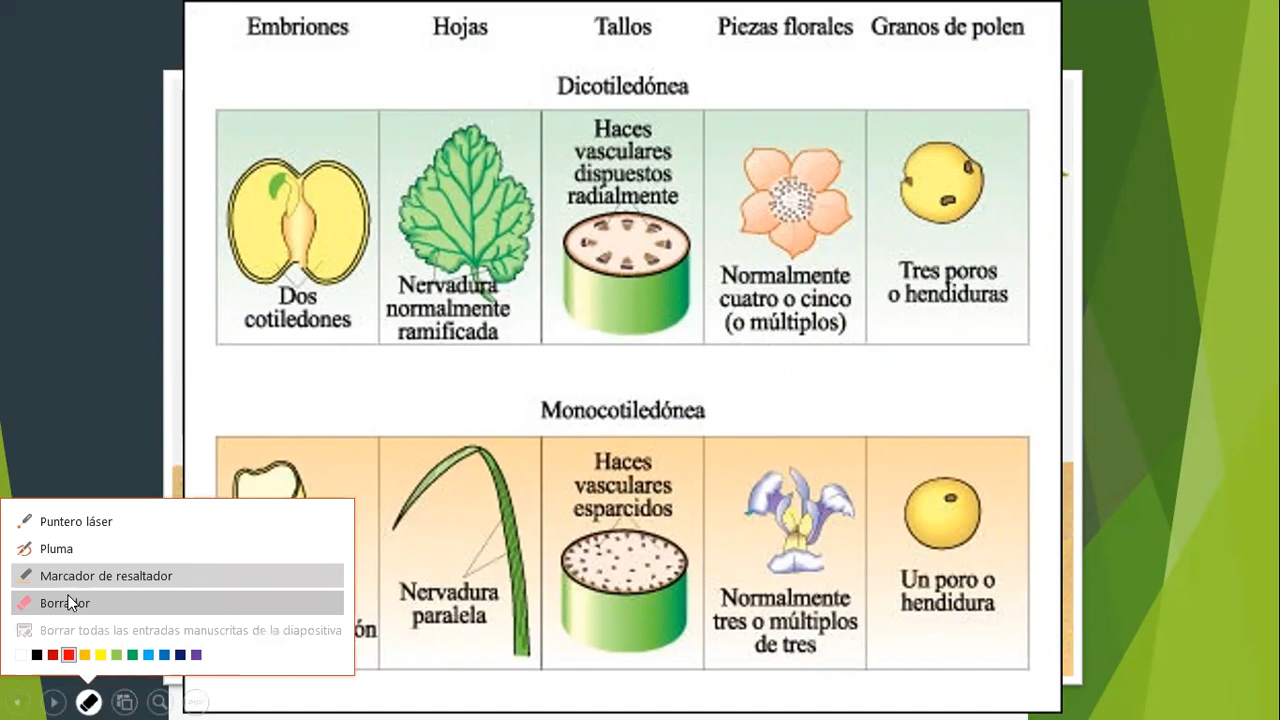 Embriones Hojas Tallos Piezas florales Granos de polen
Dicotiledónea
Dos
cotiledones
Nervadura
normalmente
ramificada
Haces
vasculares
dispuestos
radialmente
Normalmente
cuatro o cinco
(o múltiplos)
Tres poros
o hendiduras
Monocotiledónea
ón
Nervadura
paralela
Haces
vasculares
esparcidos
Normalmente
tres o múltiplos
de tres
Un poro o
hendidura
Puntero láser
Pluma
Marcador de resaltador
Borrador
Borrar todas las entradas manuscritas de la diapositiva